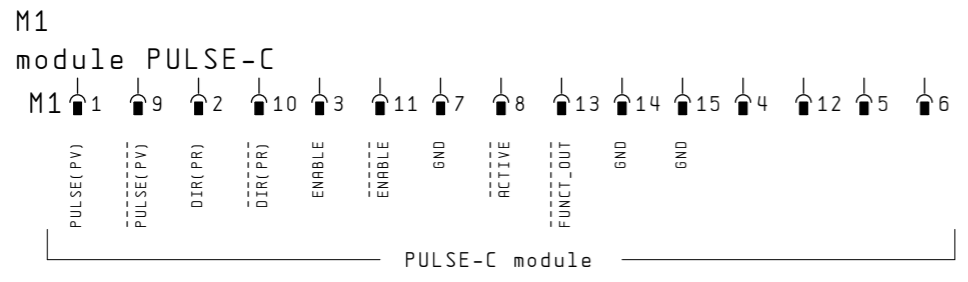 M1
module PULSE-C
M1 1 9 2 10 3 11 7 8 13 14 15 4 12 5 6
PULSE(PV)
PULSE(PV)
DIR(PR)
DIR(PR)
ENABLE
ENABLE
GND
ACTIVE
FUNCT_OUT
GND
GND
PULSE-C module